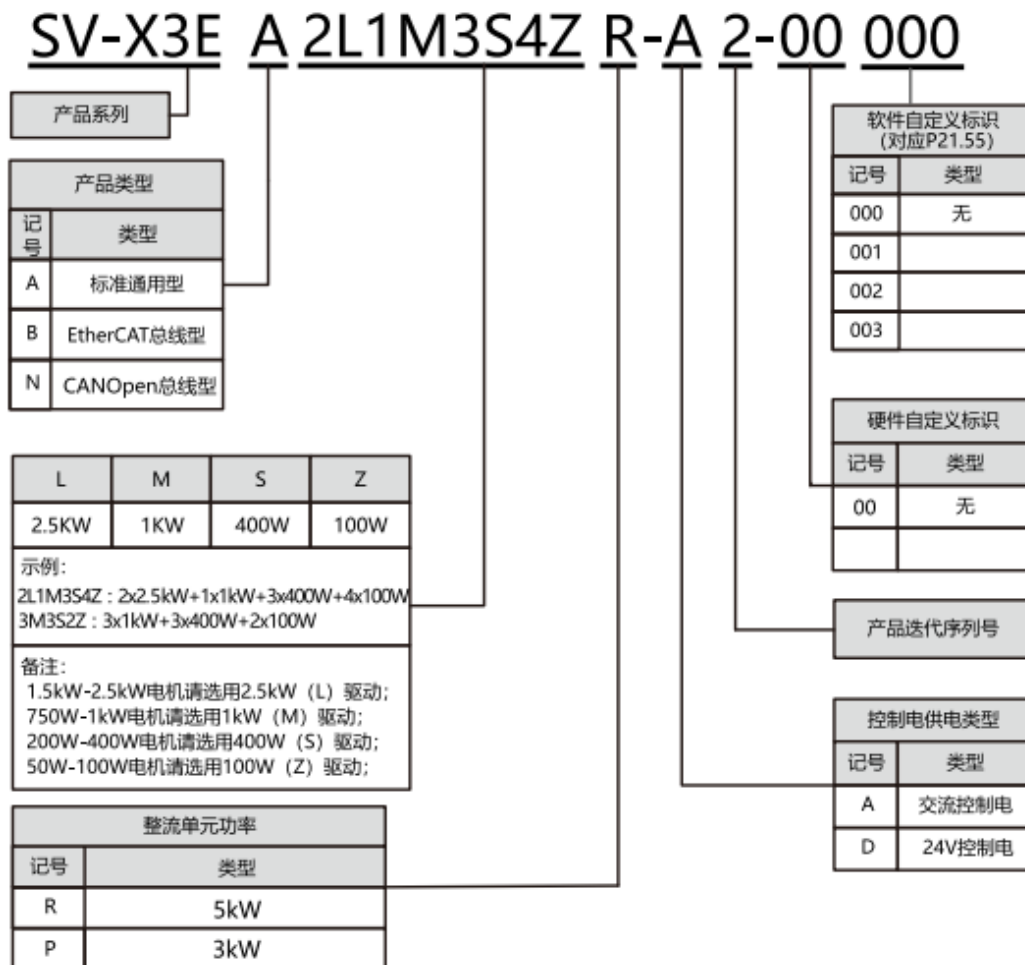 SV-X3E A 2L1M3S4Z R-A 2-00 000
产品系列
产品类型
记号 类型
A 标准通用型
B EtherCAT总线型
N CANOpen总线型
L M S Z
2.5KW 1KW 400W 100W
示例:
2L1M3S4Z : 2x2.5kW+1x1kW+3x400W+4x100W
3M3S2Z : 3x1kW+3x400W+2x100W
备注:
1.5kW-2.5kW电机请选用2.5kW（L）驱动;
750W-1kW电机请选用1kW（M）驱动;
200W-400W电机请选用400W（S）驱动;
50W-100W电机请选用100W（Z）驱动;
整流单元功率
记号 类型
R 5kW
P 3kW
软件自定义标识
(对应P21.55)
记号 类型
000 无
001
002
003
硬件自定义标识
记号 类型
00 无
产品迭代序列号
控制电供电类型
记号 类型
A 交流控制电
D 24V控制电